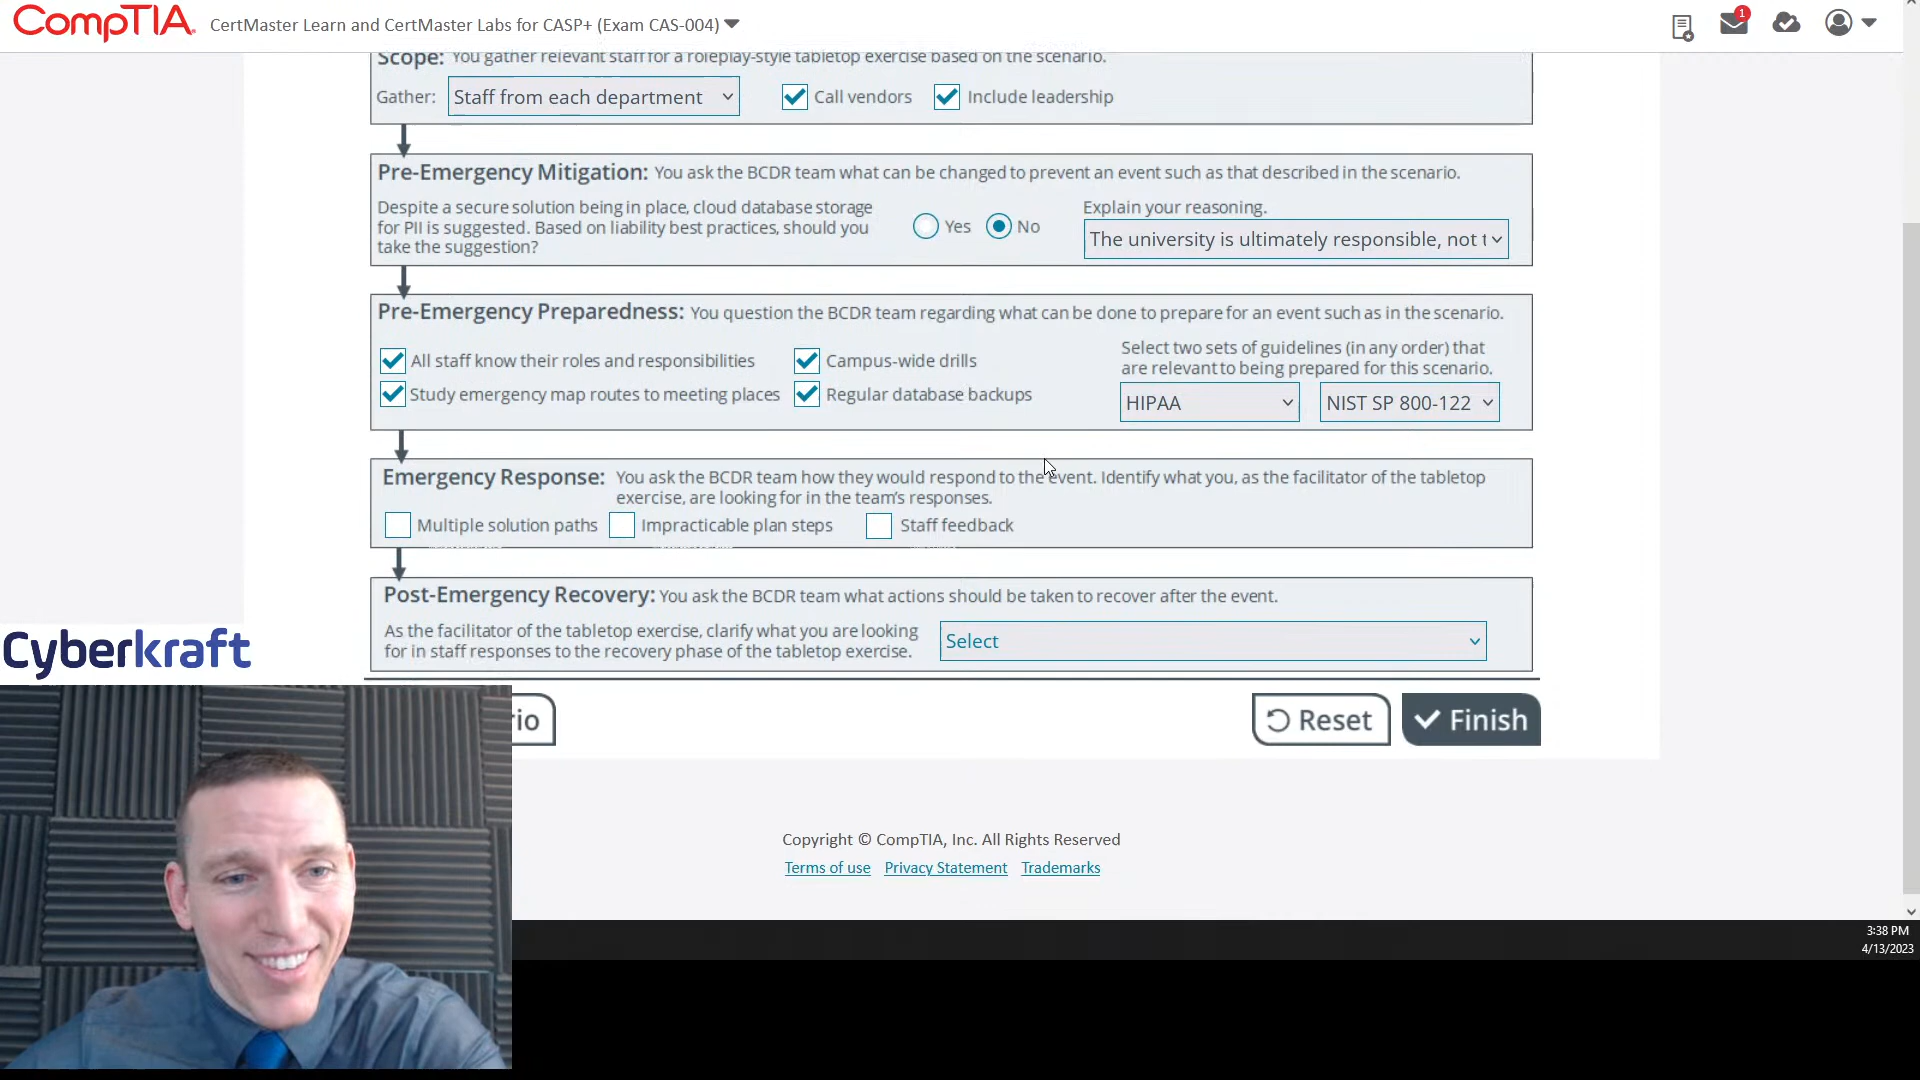 CompTIA.
CertMaster Learn and CertMaster Labs for CASP+ (Exam CAS-004)
1
Scope: You gather relevant staff for a roleplay-style tabletop exercise based on the scenario.
Gather: Staff from each department Call vendors Include leadership
Pre-Emergency Mitigation: You ask the BCDR team what can be changed to prevent an event such as that described in the scenario.
Despite a secure solution being in place, cloud database storage
for PII is suggested. Based on liability best practices, should you
take the suggestion?
Yes No
Explain your reasoning.
The university is ultimately responsible, not t
Pre-Emergency Preparedness: You question the BCDR team regarding what can be done to prepare for an event such as in the scenario.
All staff know their roles and responsibilities Campus-wide drills
Study emergency map routes to meeting places Regular database backups
Select two sets of guidelines (in any order) that
are relevant to being prepared for this scenario.
HIPAA NIST SP 800-122
Emergency Response: You ask the BCDR team how they would respond to the event. Identify what you, as the facilitator of the tabletop
exercise, are looking for in the team's responses.
Multiple solution paths Impracticable plan steps Staff feedback
Post-Emergency Recovery: You ask the BCDR team what actions should be taken to recover after the event.
As the facilitator of the tabletop exercise, clarify what you are looking
for in staff responses to the recovery phase of the tabletop exercise.
Select
Cyberkraft
rio Reset Finish
Copyright © CompTIA, Inc. All Rights Reserved
Terms of use Privacy Statement Trademarks
3:38 PM
4/13/2023